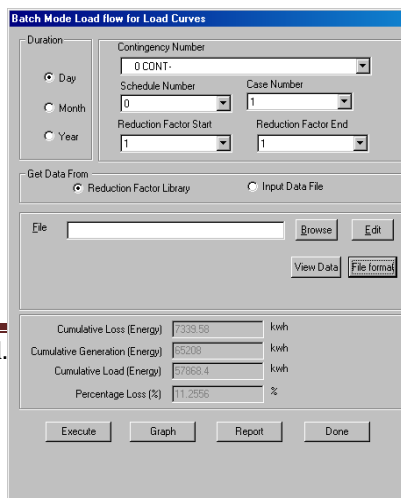 Batch Mode Load flow for Load Curves
Duration
Day
Month
Year
Contingency Number
0 CONT-
Schedule Number
Case Number
0
1
Reduction Factor Start
Reduction Factor End
1
1
Get Data From
Reduction Factor Library
Input Data File
File
Browse
Edit
View Data
File format
Cumulative Loss (Energy) 7339.58 kwh
Cumulative Generation (Energy) 65208 kwh
Cumulative Load (Energy) 57868.4 kwh
Percentage Loss (%) 11.2556 %
Execute
Graph
Report
Done